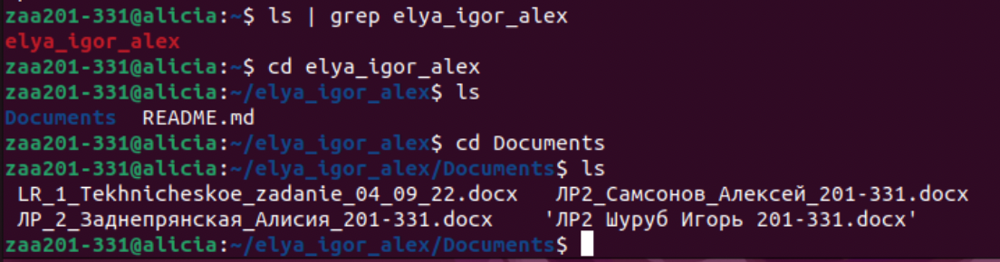 zaa201-331@alicia:~$ ls | grep elya_igor_alex
elya_igor_alex
zaa201-331@alicia:~$ cd elya_igor_alex
zaa201-331@alicia:~/elya_igor_alex$ ls
Documents  README.md
zaa201-331@alicia:~/elya_igor_alex$ cd Documents
zaa201-331@alicia:~/elya_igor_alex/Documents$ ls
LR_1_Tekhnicheskoe_zadanie_04_09_22.docx   ЛР2_Самсонов_Алексей_201-331.docx
ЛР_2_Заднепрянская_Алисия_201-331.docx    'ЛР2 Шуруб Игорь 201-331.docx'
zaa201-331@alicia:~/elya_igor_alex/Documents$